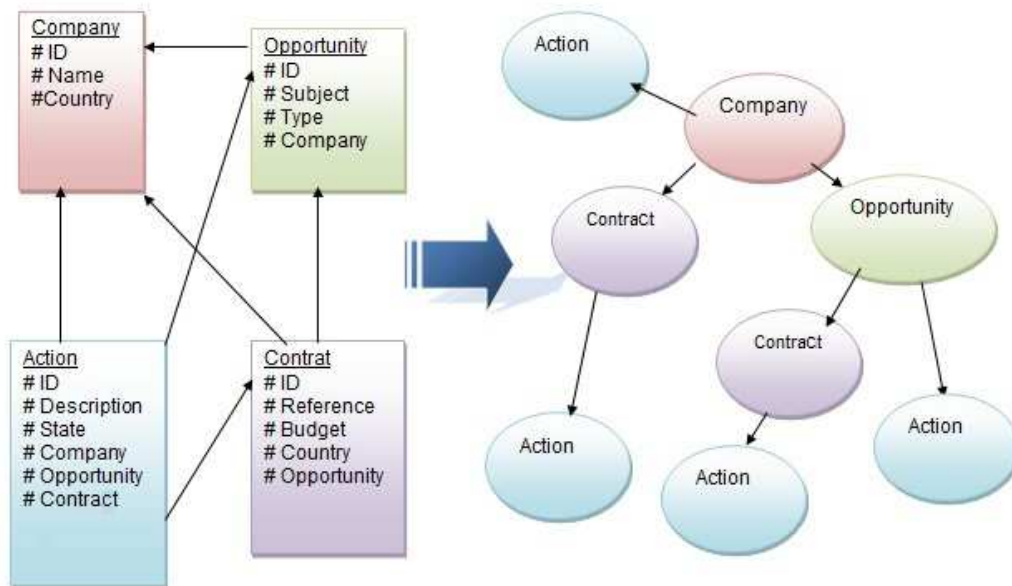 Company
# ID
# Name
#Country
Opportunity
# ID
# Subject
# Type
# Company
Action
# ID
# Description
# State
# Company
# Opportunity
# Contract
Contrat
# ID
# Reference
# Budget
# Country
# Opportunity
Action
Company
ContraCt
Opportunity
ContraCt
Action
Action
Action